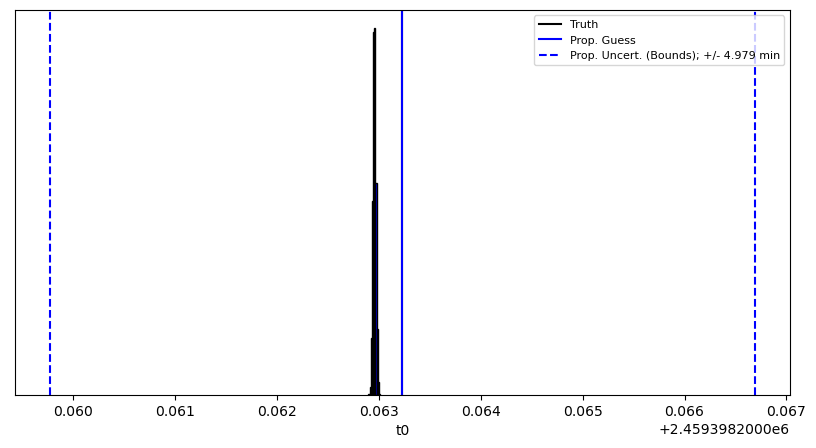 Truth
Prop. Guess
Prop. Uncert. (Bounds); +/- 4.979 min
0.060 0.061 0.062 0.063 0.064 0.065 0.066 0.067
t0
+2.4593982000e6